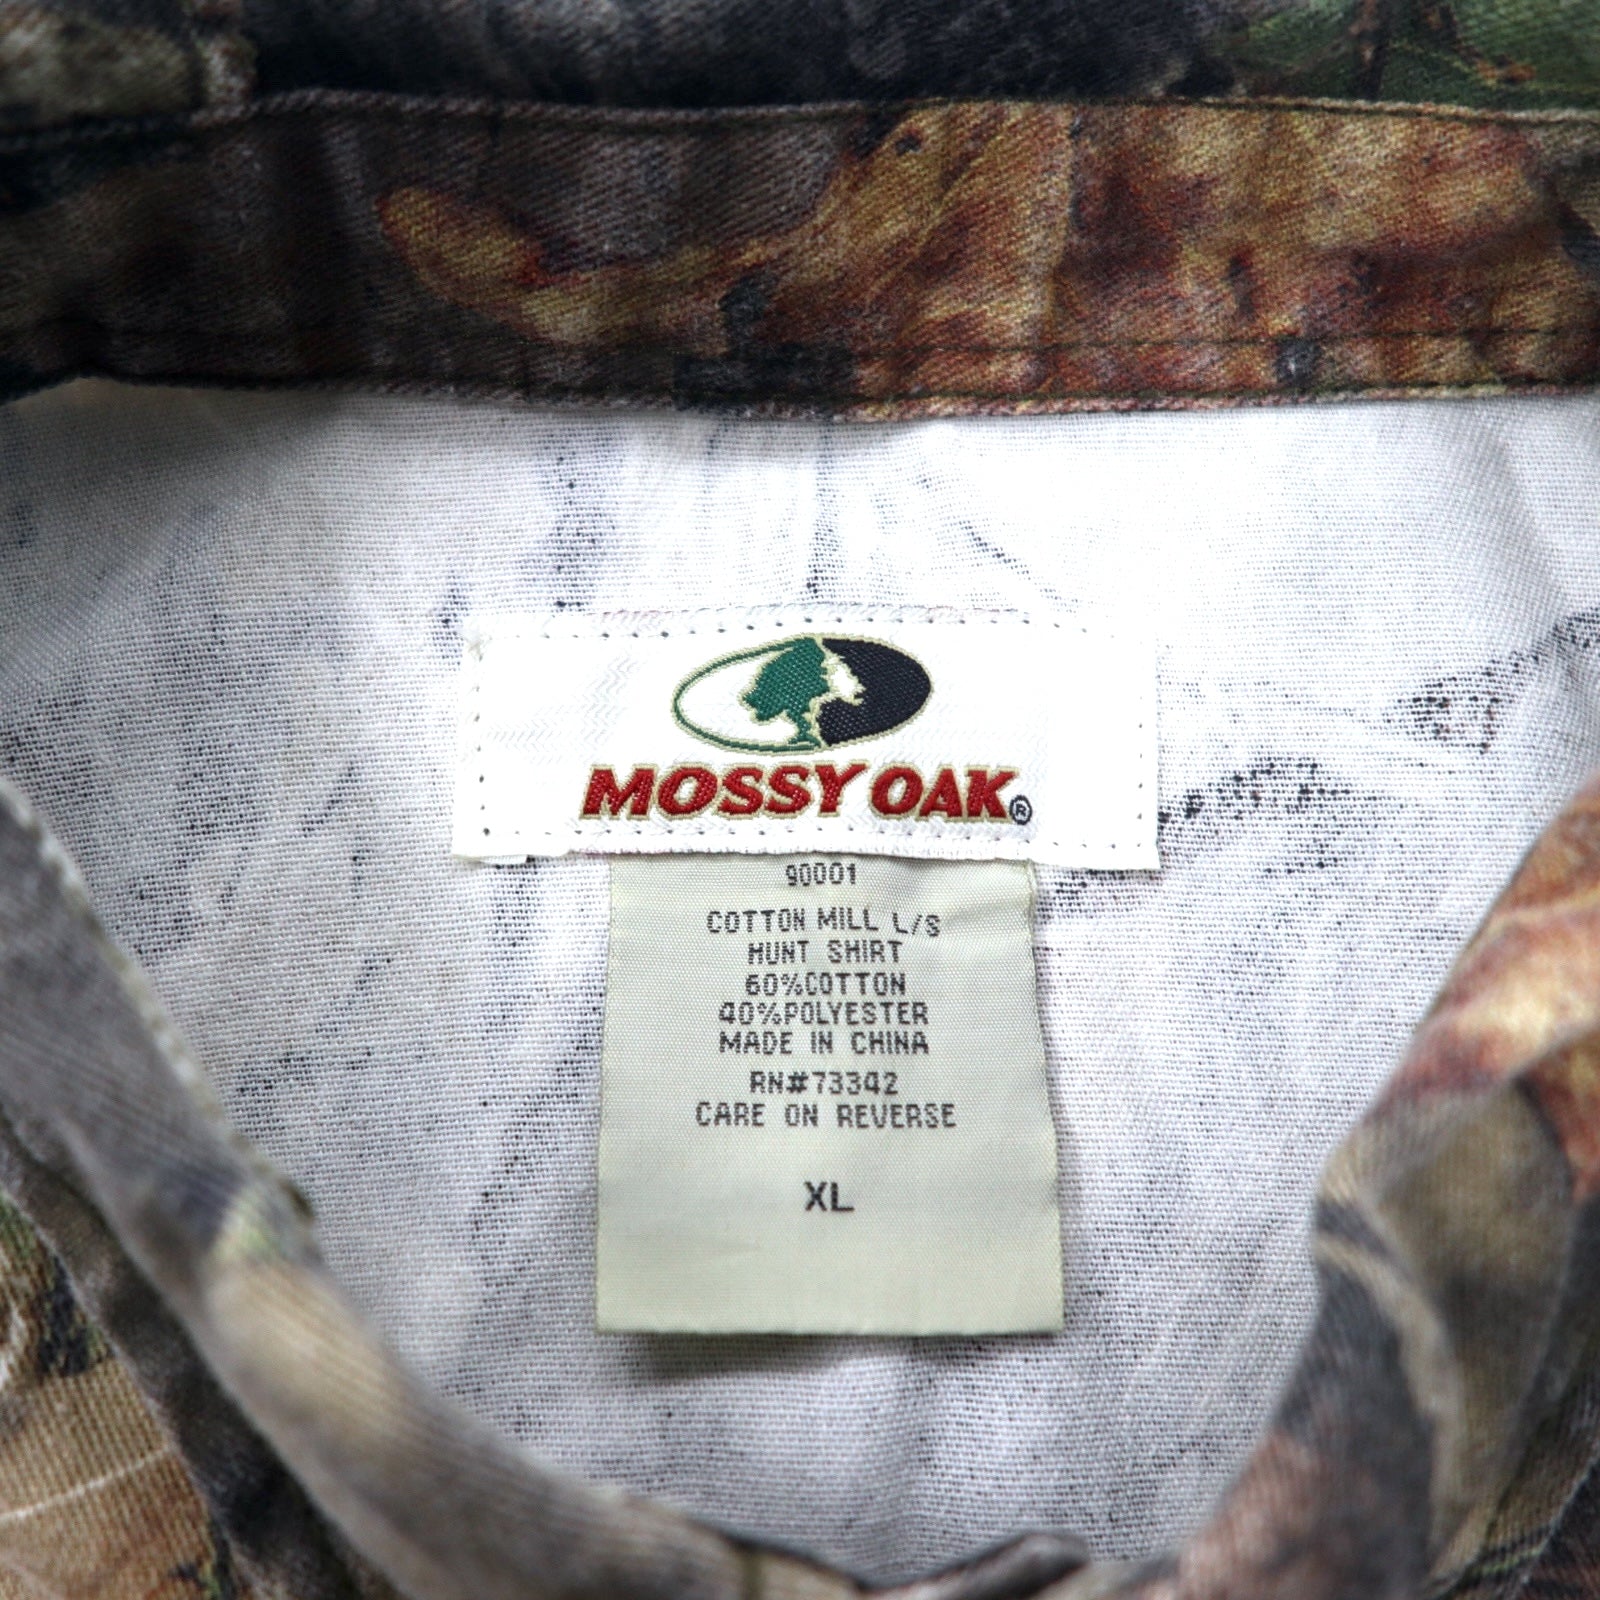 MOSSY OAK®
90001
COTTON MILL L/S
HUNT SHIRT
60%COTTON
40%POLYESTER
MADE IN CHINA
RN#73342
CARE ON REVERSE
XL